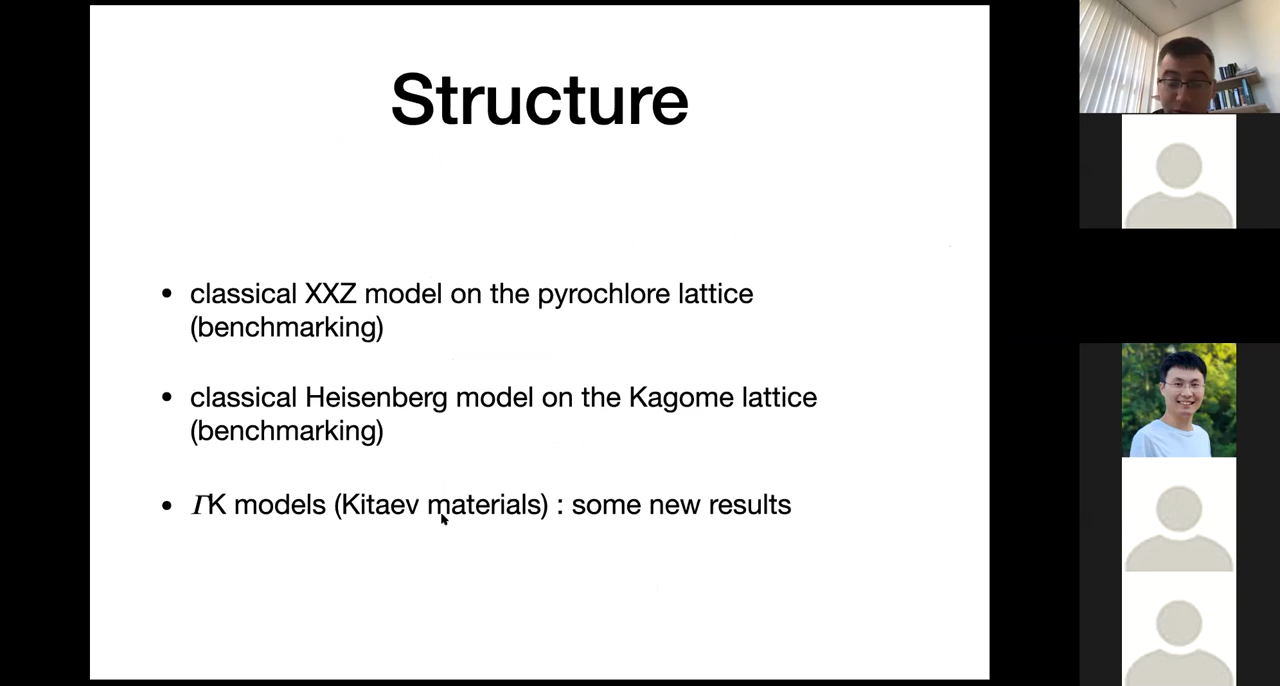 Structure
• classical XXZ model on the pyrochlore lattice
(benchmarking)
• classical Heisenberg model on the Kagome lattice
(benchmarking)
• ΓK models (Kitaev materials) : some new results